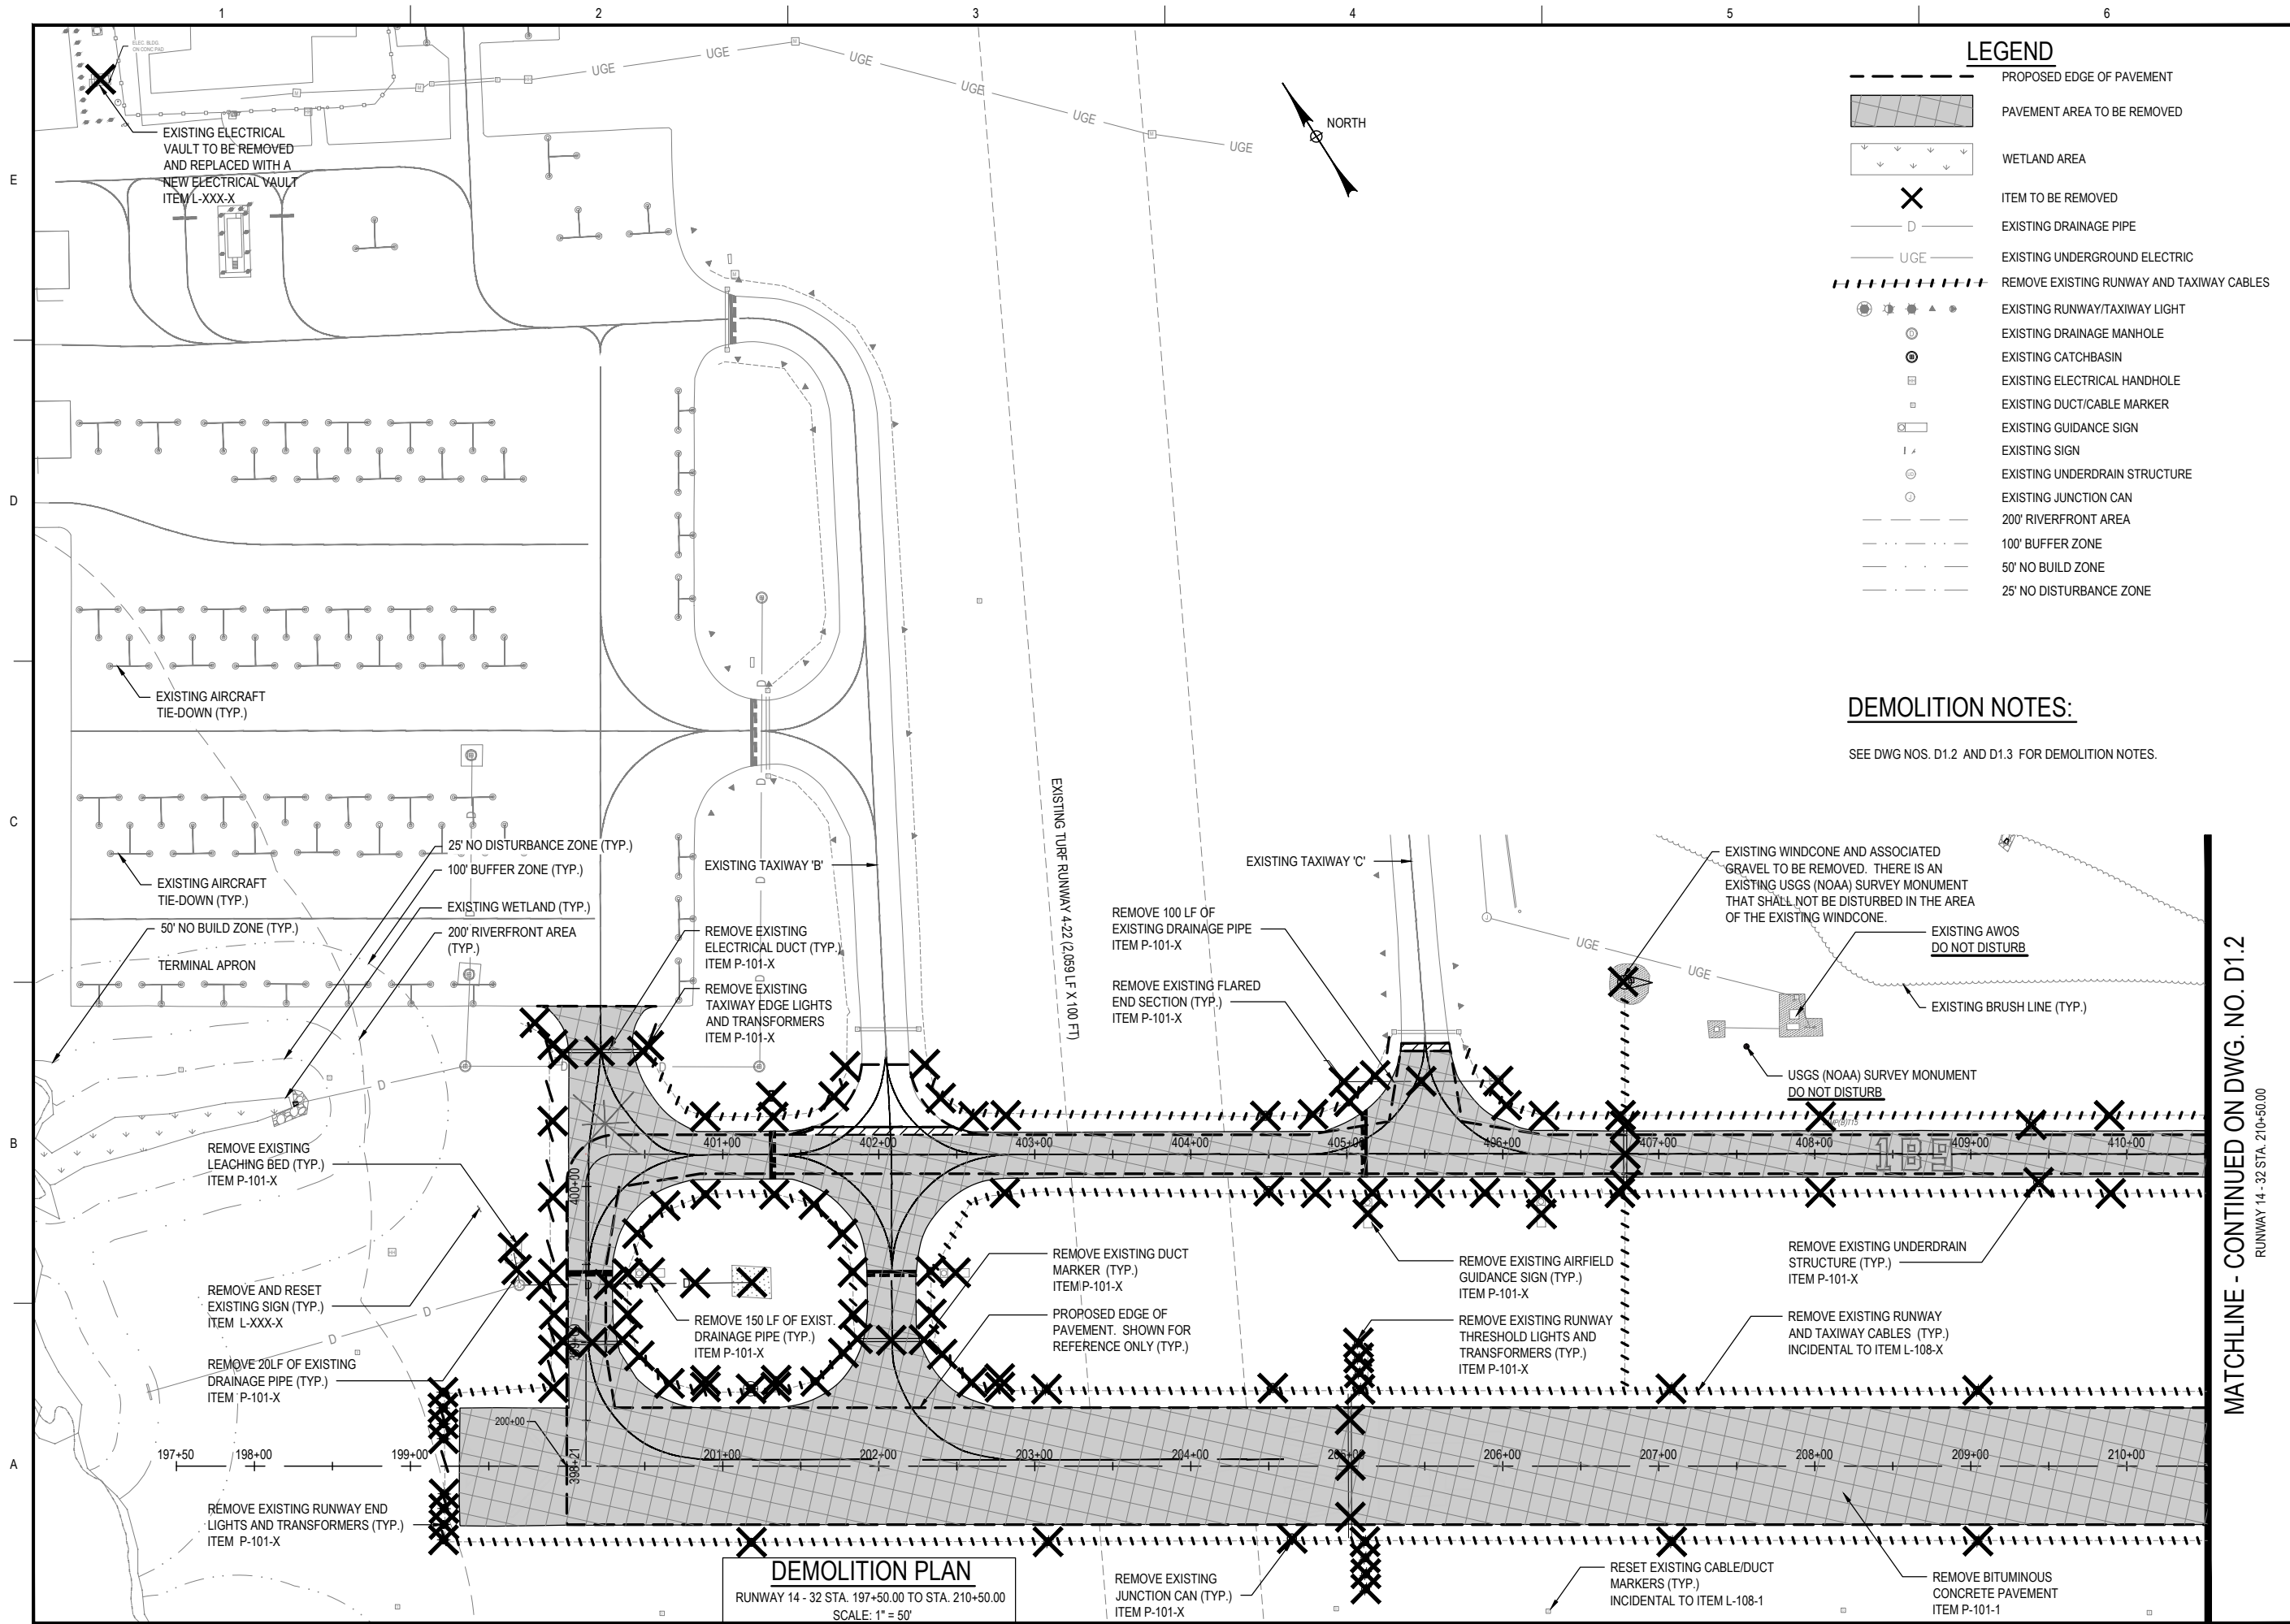 1
2
3
4
5
6
E
D
C
B
A
ELEC. BLDG.
ON CONC PAD
UGE
UGE
UGE
UGE
UGE
UGE
NORTH
EXISTING ELECTRICAL
VAULT TO BE REMOVED
AND REPLACED WITH A
NEW ELECTRICAL VAULT
ITEM L-XXX-X
LEGEND
PROPOSED EDGE OF PAVEMENT
PAVEMENT AREA TO BE REMOVED
WETLAND AREA
ITEM TO BE REMOVED
D
EXISTING DRAINAGE PIPE
UGE
EXISTING UNDERGROUND ELECTRIC
REMOVE EXISTING RUNWAY AND TAXIWAY CABLES
EXISTING RUNWAY/TAXIWAY LIGHT
EXISTING DRAINAGE MANHOLE
EXISTING CATCHBASIN
EXISTING ELECTRICAL HANDHOLE
EXISTING DUCT/CABLE MARKER
EXISTING GUIDANCE SIGN
EXISTING SIGN
EXISTING UNDERDRAIN STRUCTURE
EXISTING JUNCTION CAN
200' RIVERFRONT AREA
100' BUFFER ZONE
50' NO BUILD ZONE
25' NO DISTURBANCE ZONE
DEMOLITION NOTES:
SEE DWG NOS. D1.2 AND D1.3 FOR DEMOLITION NOTES.
EXISTING AIRCRAFT
TIE-DOWN (TYP.)
EXISTING AIRCRAFT
TIE-DOWN (TYP.)
25' NO DISTURBANCE ZONE (TYP.)
100' BUFFER ZONE (TYP.)
EXISTING WETLAND (TYP.)
50' NO BUILD ZONE (TYP.)
200' RIVERFRONT AREA
(TYP.)
TERMINAL APRON
EXISTING TAXIWAY 'B'
REMOVE EXISTING
ELECTRICAL DUCT (TYP.)
ITEM P-101-X
REMOVE EXISTING
TAXIWAY EDGE LIGHTS
AND TRANSFORMERS
ITEM P-101-X
EXISTING TURF RUNWAY 4-22 (2,059 LF X 100 FT)
EXISTING TAXIWAY 'C'
REMOVE 100 LF OF
EXISTING DRAINAGE PIPE
ITEM P-101-X
REMOVE EXISTING FLARED
END SECTION (TYP.)
ITEM P-101-X
EXISTING WINDCONE AND ASSOCIATED
GRAVEL TO BE REMOVED. THERE IS AN
EXISTING USGS (NOAA) SURVEY MONUMENT
THAT SHALL NOT BE DISTURBED IN THE AREA
OF THE EXISTING WINDCONE.
UGE
UGE
EXISTING AWOS
DO NOT DISTURB
EXISTING BRUSH LINE (TYP.)
USGS (NOAA) SURVEY MONUMENT
DO NOT DISTURB
MATCHLINE - CONTINUED ON DWG. NO. D1.2
RUNWAY 14 - 32 STA. 210+50.00
401+00
402+00
403+00
404+00
405+00
406+00
407+00
408+00
409+00
410+00
1B9
400+00
399+00
398+21
REMOVE EXISTING
LEACHING BED (TYP.)
ITEM P-101-X
REMOVE AND RESET
EXISTING SIGN (TYP.)
ITEM L-XXX-X
REMOVE 20LF OF EXISTING
DRAINAGE PIPE (TYP.)
ITEM P-101-X
REMOVE 150 LF OF EXIST.
DRAINAGE PIPE (TYP.)
ITEM P-101-X
REMOVE EXISTING DUCT
MARKER (TYP.)
ITEM P-101-X
PROPOSED EDGE OF
PAVEMENT. SHOWN FOR
REFERENCE ONLY (TYP.)
REMOVE EXISTING AIRFIELD
GUIDANCE SIGN (TYP.)
ITEM P-101-X
REMOVE EXISTING RUNWAY
THRESHOLD LIGHTS AND
TRANSFORMERS (TYP.)
ITEM P-101-X
REMOVE EXISTING UNDERDRAIN
STRUCTURE (TYP.)
ITEM P-101-X
REMOVE EXISTING RUNWAY
AND TAXIWAY CABLES (TYP.)
INCIDENTAL TO ITEM L-108-X
197+50
198+00
199+00
200+00
201+00
202+00
203+00
204+00
205+00
206+00
207+00
208+00
209+00
210+00
REMOVE EXISTING RUNWAY END
LIGHTS AND TRANSFORMERS (TYP.)
ITEM P-101-X
DEMOLITION PLAN
RUNWAY 14 - 32 STA. 197+50.00 TO STA. 210+50.00
SCALE: 1" = 50'
REMOVE EXISTING
JUNCTION CAN (TYP.)
ITEM P-101-X
RESET EXISTING CABLE/DUCT
MARKERS (TYP.)
INCIDENTAL TO ITEM L-108-1
REMOVE BITUMINOUS
CONCRETE PAVEMENT
ITEM P-101-1